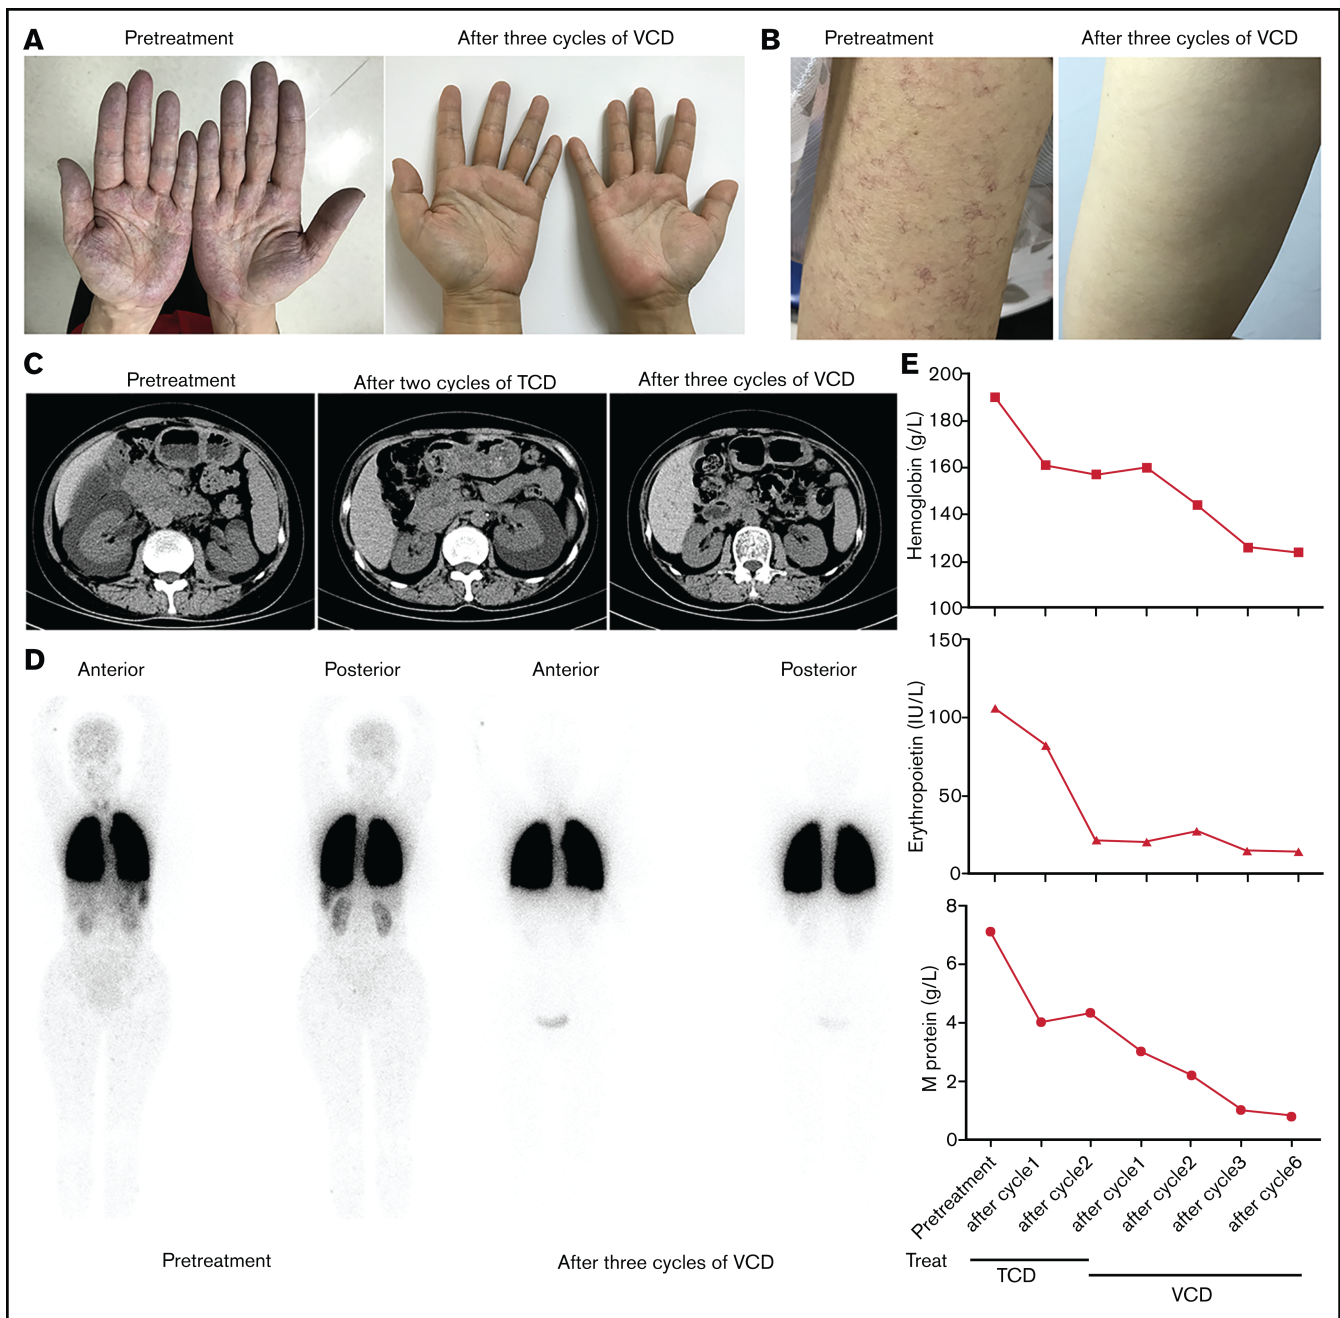 A
Pretreatment
After three cycles of VCD
B
Pretreatment
After three cycles of VCD
C
Pretreatment
After two cycles of TCD
After three cycles of VCD
D
Anterior
Posterior
Anterior
Posterior
Pretreatment
After three cycles of VCD
E
Hemoglobin (g/L)
200
180
160
140
120
100
Erythropoietin (IU/L)
150
100
50
0
M protein (g/L)
8
6
4
2
0
Pretreatment
after cycle1
after cycle2
after cycle1
after cycle2
after cycle3
after cycle6
Treat
TCD
VCD